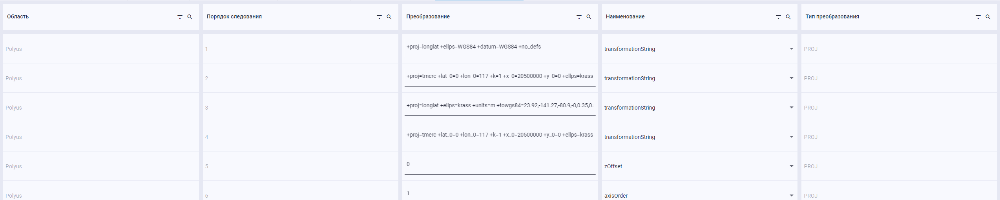 Область Порядок следования Преобразование Наименование Тип преобразования
Polyus 1 +proj=longlat +ellps=WGS84 +datum=WGS84 +no_defs transformationString PROJ
Polyus 2 +proj=tmerc +lat_0=0 +lon_0=117 +k=1 +x_0=20500000 +y_0=0 +ellps=krass transformationString PROJ
Polyus 3 +proj=longlat +ellps=krass +units=m +towgs84=23.92,-141.27,-80.9,-0,0.35,0. transformationString PROJ
Polyus 4 +proj=tmerc +lat_0=0 +lon_0=117 +k=1 +x_0=20500000 +y_0=0 +ellps=krass transformationString PROJ
Polyus 5 0 zOffset PROJ
Polyus 6 1 axisOrder PROJ